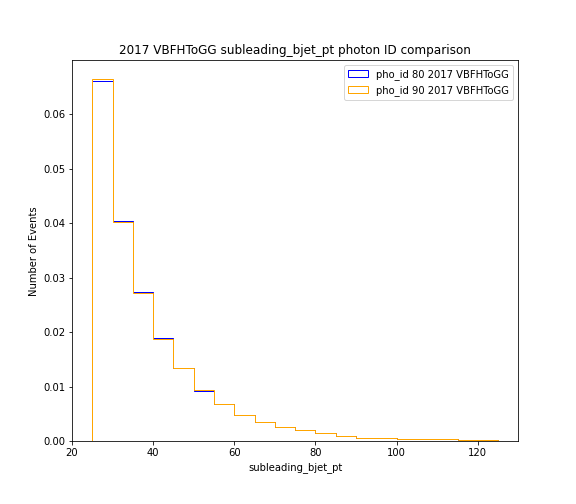 2017 VBFHToGG subleading_bjet_pt photon ID comparison
pho_id 80 2017 VBFHToGG
pho_id 90 2017 VBFHToGG
Number of Events
0.06
0.05
0.04
0.03
0.02
0.01
0.00
20 40 60 80 100 120
subleading_bjet_pt